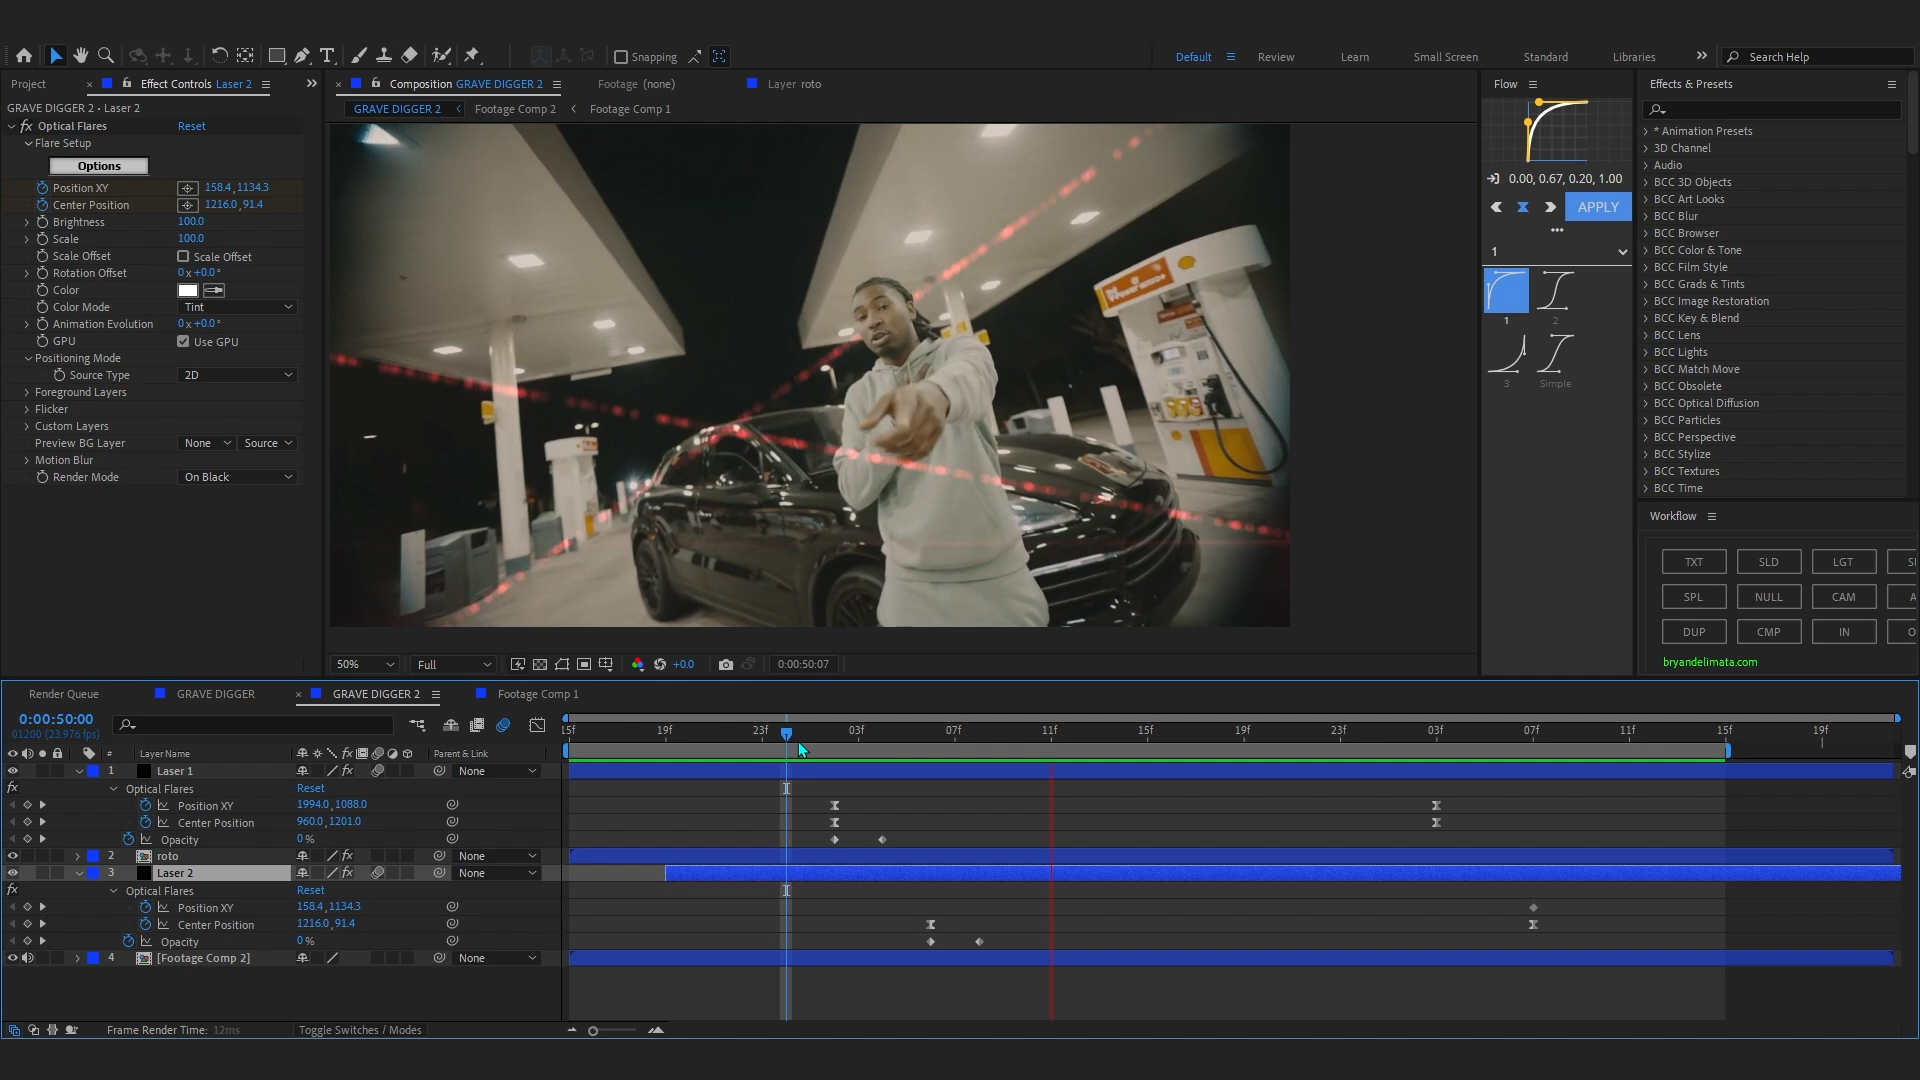 Snapping
Default
Review
Learn
Small Screen
Standard
Libraries
Search Help
Project
Effect Controls Laser 2
Composition GRAVE DIGGER 2
Footage (none)
Layer roto
Flow
Effects & Presets
GRAVE DIGGER 2 • Laser 2
GRAVE DIGGER 2
Footage Comp 2
Footage Comp 1
Optical Flares Reset
Flare Setup
Options
Position XY 158.4, 1134.3
Center Position 1216.0, 91.4
Brightness 100.0
Scale 100.0
Scale Offset Scale Offset
Rotation Offset 0 x +0.0 °
Color
Color Mode Tint
Animation Evolution 0 x +0.0 °
GPU Use GPU
Positioning Mode
Source Type 2D
Foreground Layers
Flicker
Custom Layers
Preview BG Layer None Source
Motion Blur
Render Mode On Black
0.00, 0.67, 0.20, 1.00
APPLY
1
1
2
3
Simple
* Animation Presets
3D Channel
Audio
BCC 3D Objects
BCC Art Looks
BCC Blur
BCC Browser
BCC Color & Tone
BCC Film Style
BCC Grads & Tints
BCC Image Restoration
BCC Key & Blend
BCC Lens
BCC Lights
BCC Match Move
BCC Obsolete
BCC Optical Diffusion
BCC Particles
BCC Perspective
BCC Stylize
BCC Textures
BCC Time
Workflow
TXT SLD LGT
SPL NULL CAM
DUP CMP IN
bryandelimata.com
50% Full +0.0 0:00:50:07
Render Queue
GRAVE DIGGER
GRAVE DIGGER 2
Footage Comp 1
0:00:50:00
01200 (23.976 fps)
15f 19f 23f 03f 07f 11f 15f 19f 23f 03f 07f 11f 15f 19f
# Layer Name Parent & Link
1 Laser 1 None
Optical Flares Reset
Position XY 1994.0, 1088.0
Center Position 960.0, 1201.0
Opacity 0 %
2 roto None
3 Laser 2 None
Optical Flares Reset
Position XY 158.4, 1134.3
Center Position 1216.0, 91.4
Opacity 0 %
4 [Footage Comp 2] None
Frame Render Time: 12ms
Toggle Switches / Modes